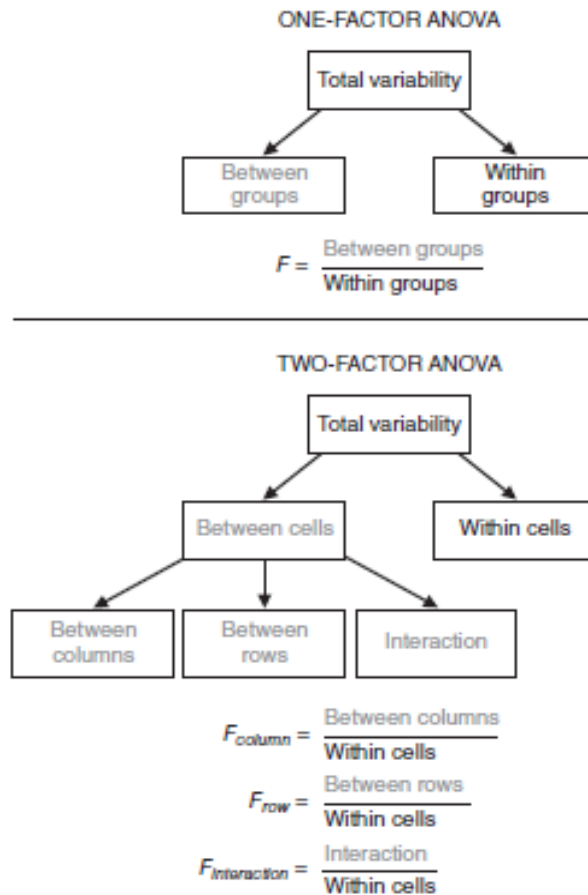 ONE-FACTOR ANOVA
Total variability
Between
groups
Within
groups
F = Between groups
Within groups
TWO-FACTOR ANOVA
Total variability
Between cells
Within cells
Between
columns
Between
rows
Interaction
Fcolumn = Between columns
Within cells
Frow = Between rows
Within cells
Finteraction = Interaction
Within cells